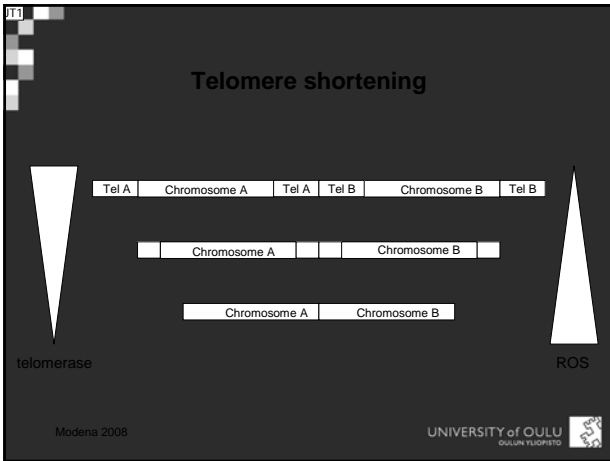 JT1
Telomere shortening
Tel A Chromosome A Tel A Tel B Chromosome B Tel B
Chromosome A Chromosome B
Chromosome A Chromosome B
telomerase ROS
Modena 2008 UNIVERSITY of OULU
OULUN YLIOPISTO